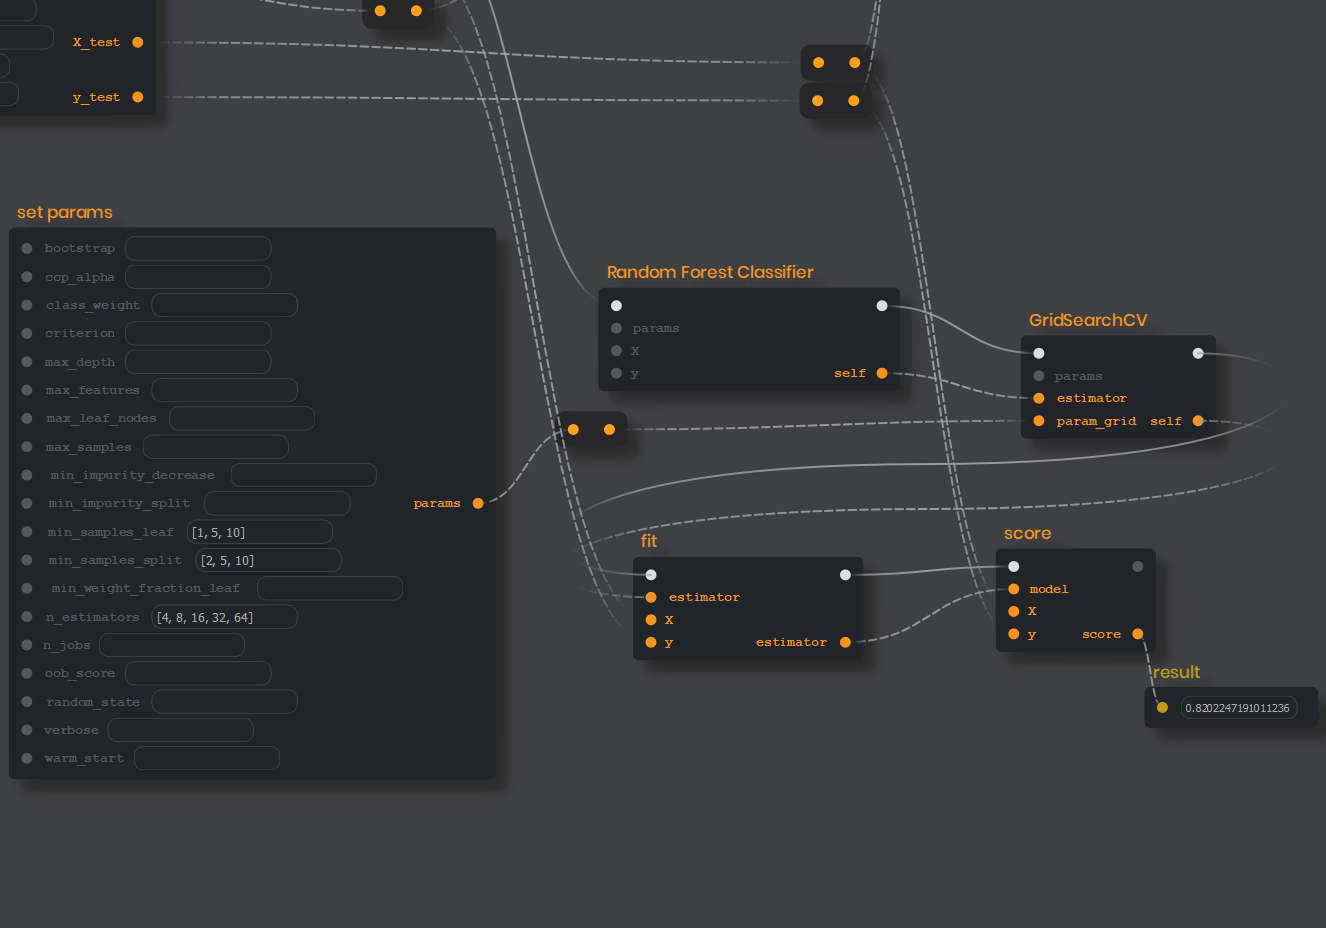 X_test
y_test
set params
bootstrap
ccp_alpha
class_weight
criterion
max_depth
max_features
max_leaf_nodes
max_samples
min_impurity_decrease
min_impurity_split
params
min_samples_leaf [1, 5, 10]
min_samples_split [2, 5, 10]
min_weight_fraction_leaf
n_estimators [4, 8, 16, 32, 64]
n_jobs
oob_score
random_state
verbose
warm_start
Random Forest Classifier
params
X
y self
GridSearchCV
params
estimator
param_grid self
fit
estimator
X
y estimator
score
model
X
y score
result
0.8202247191011236